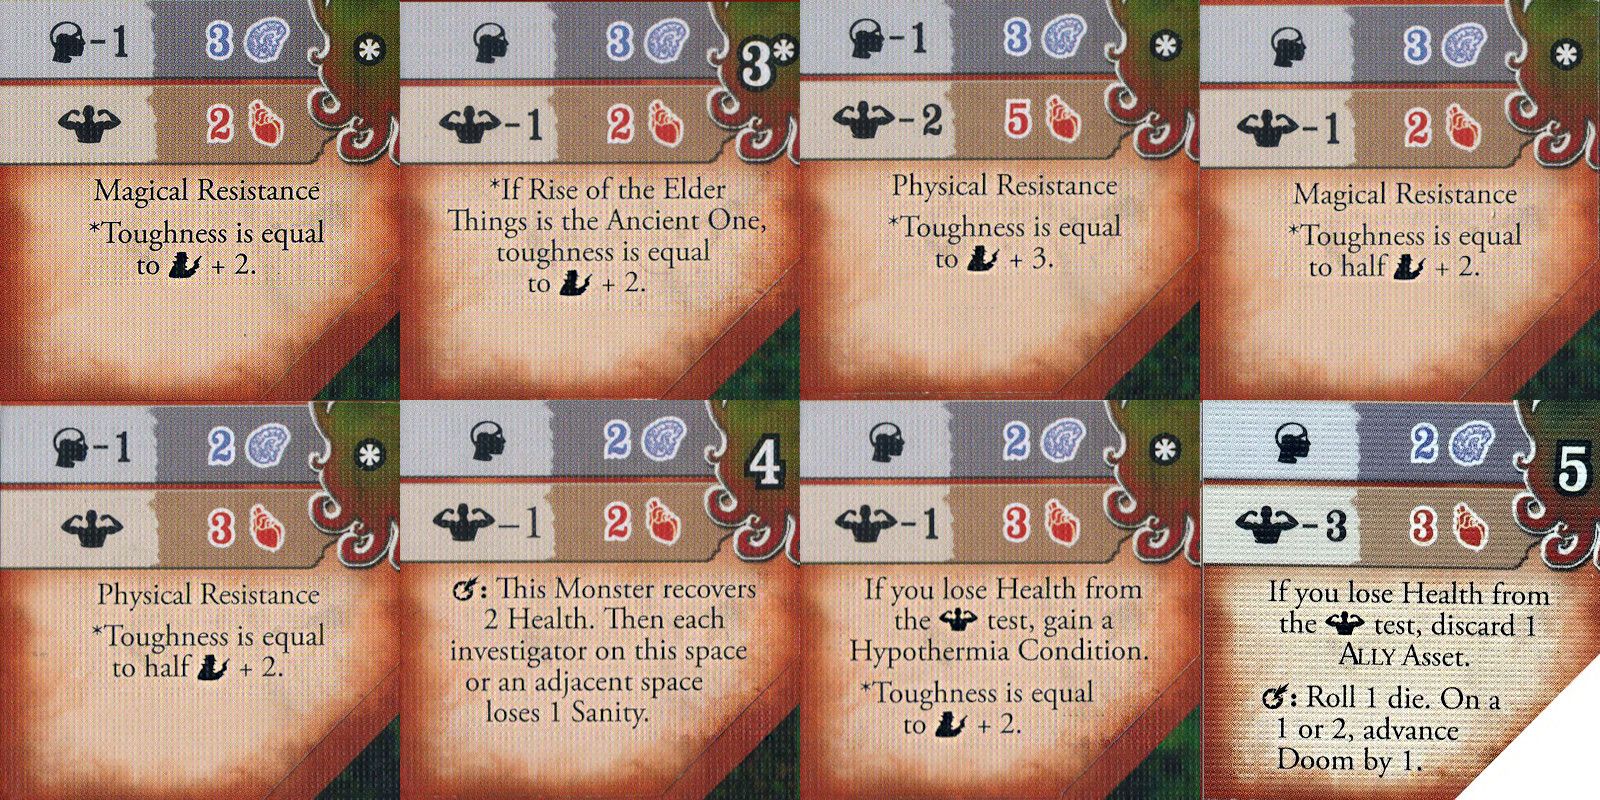 -1 3 *
2
Magical Resistance
*Toughness is equal
to + 2.
3 3*
-1 2
*If Rise of the Elder
Things is the Ancient One,
toughness is equal
to + 2.
-1 3 *
-2 5
Physical Resistance
*Toughness is equal
to + 3.
3 *
-1 2
Magical Resistance
*Toughness is equal
to half + 2.
-1 2 *
3
Physical Resistance
*Toughness is equal
to half + 2.
2 4
-1 2
: This Monster recovers
2 Health. Then each
investigator on this space
or an adjacent space
loses 1 Sanity.
2 *
-1 3
If you lose Health from
the test, gain a
Hypothermia Condition.
*Toughness is equal
to + 2.
2 5
-3 3
If you lose Health from
the test, discard 1
ALLY Asset.
: Roll 1 die. On a
1 or 2, advance
Doom by 1.